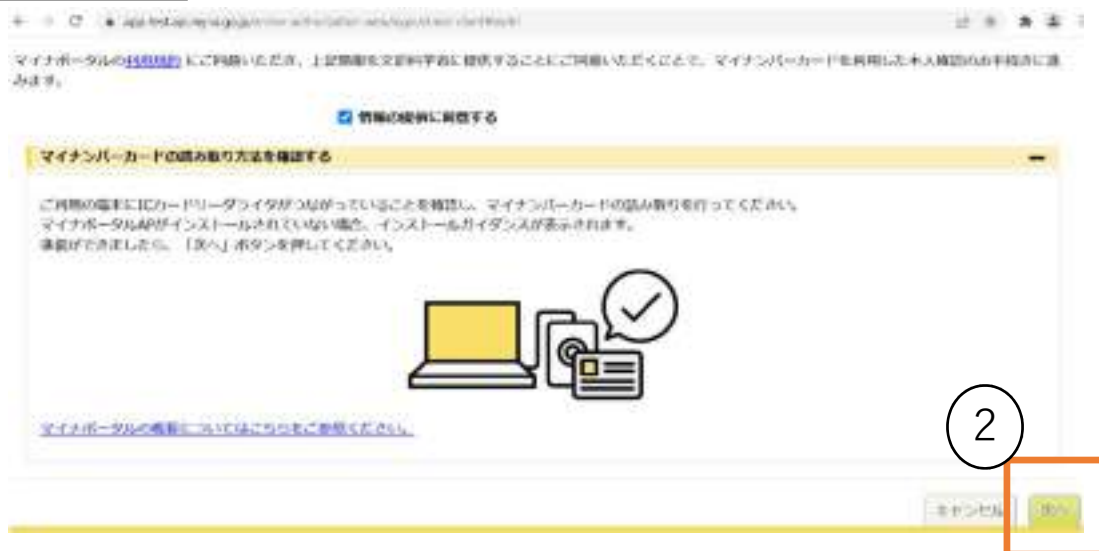 マイナポータルの利用規約 にご同意いただき、上記情報を文部科学省に提供することにご同意いただくことで、マイナンバーカードを利用した本人確認のお手続きに進
みます。
情報の提供に同意する
マイナンバーカードの読み取り方法を確認する
ご利用の端末にICカードリーダライタがつながっていることを確認し、マイナンバーカードの読み取りを行ってください。
マイナポータルAPがインストールされていない場合、インストールガイダンスが表示されます。
準備ができましたら、「次へ」ボタンを押してください。
マイナポータルの概要についてはこちらをご参照ください。
2
キャンセル 次へ